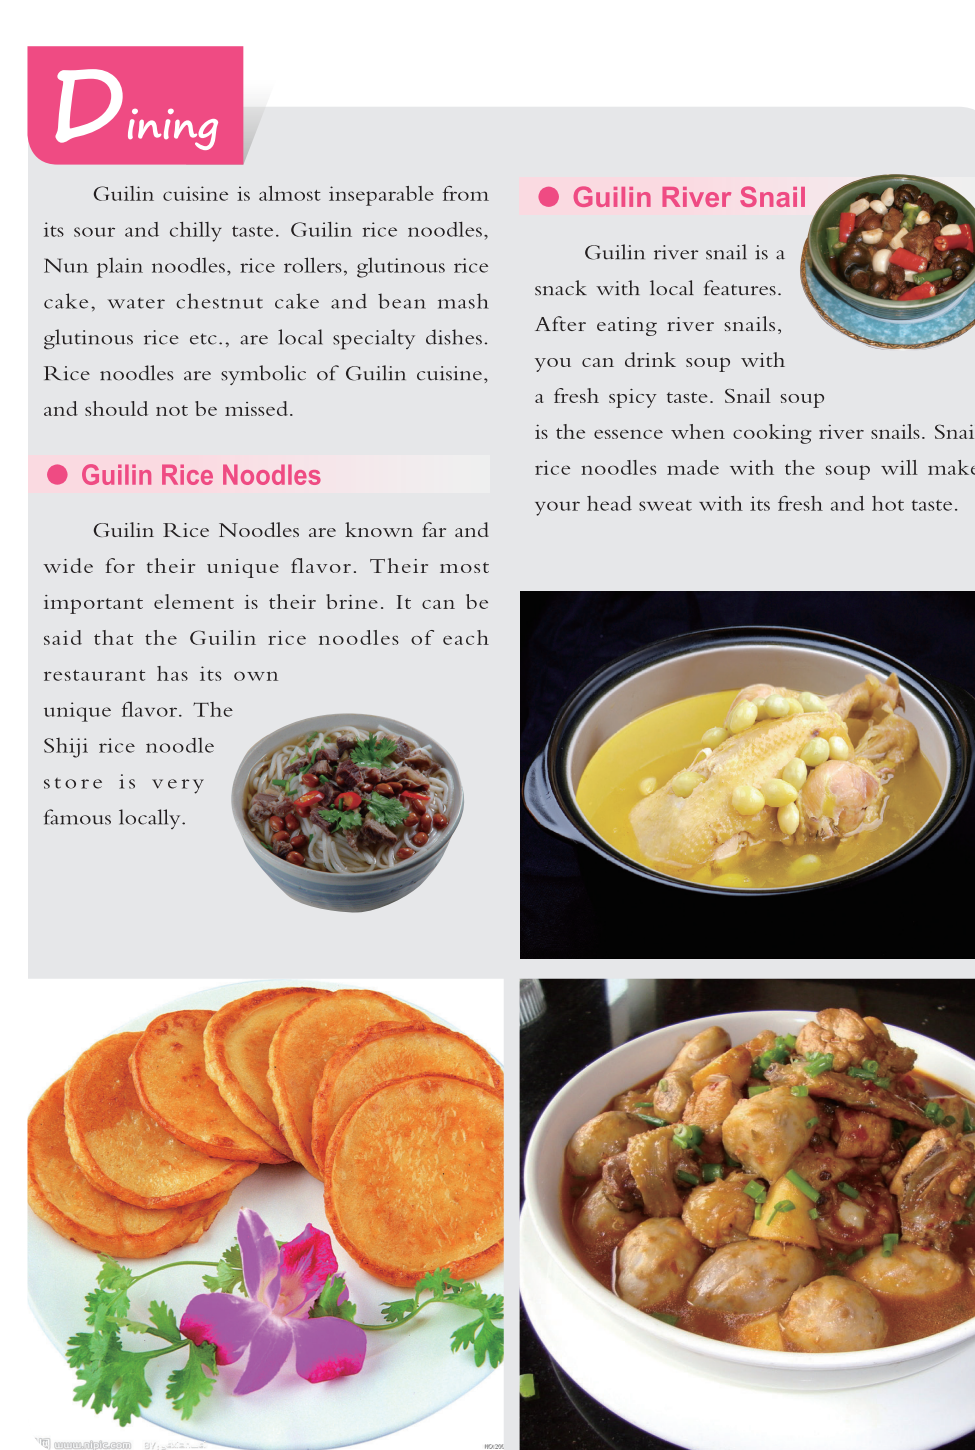 Dining
Guilin cuisine is almost inseparable from
its sour and chilly taste. Guilin rice noodles,
Nun plain noodles, rice rollers, glutinous rice
cake, water chestnut cake and bean mash
glutinous rice etc., are local specialty dishes.
Rice noodles are symbolic of Guilin cuisine,
and should not be missed.
Guilin Rice Noodles
Guilin Rice Noodles are known far and
wide for their unique flavor. Their most
important element is their brine. It can be
said that the Guilin rice noodles of each
restaurant has its own
unique flavor. The
Shiji rice noodle
store is very
famous locally.
Guilin River Snail
Guilin river snail is a
snack with local features.
After eating river snails,
you can drink soup with
a fresh spicy taste. Snail soup
is the essence when cooking river snails. Snai
rice noodles made with the soup will make
your head sweat with its fresh and hot taste.
www.nipic.com